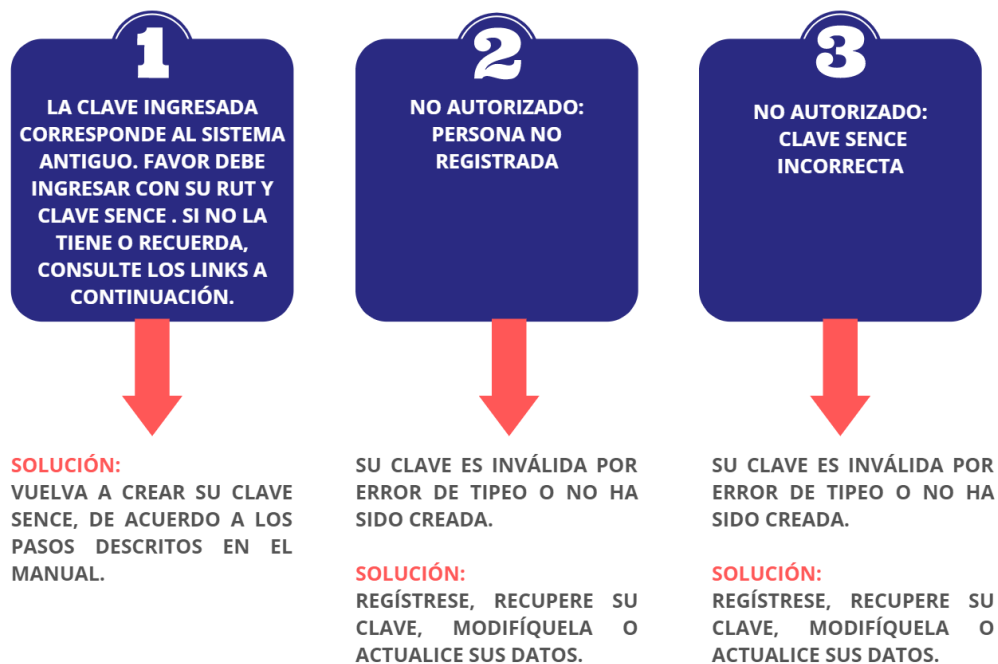 1
LA CLAVE INGRESADA
CORRESPONDE AL SISTEMA
ANTIGUO. FAVOR DEBE
INGRESAR CON SU RUT Y
CLAVE SENCE . SI NO LA
TIENE O RECUERDA,
CONSULTE LOS LINKS A
CONTINUACIÓN.
SOLUCIÓN:
VUELVA A CREAR SU CLAVE
SENCE, DE ACUERDO A LOS
PASOS DESCRITOS EN EL
MANUAL.
2
NO AUTORIZADO:
PERSONA NO
REGISTRADA
SU CLAVE ES INVÁLIDA POR
ERROR DE TIPEO O NO HA
SIDO CREADA.
SOLUCIÓN:
REGÍSTRESE, RECUPERE SU
CLAVE, MODIFÍQUELA O
ACTUALICE SUS DATOS.
3
NO AUTORIZADO:
CLAVE SENCE
INCORRECTA
SU CLAVE ES INVÁLIDA POR
ERROR DE TIPEO O NO HA
SIDO CREADA.
SOLUCIÓN:
REGÍSTRESE, RECUPERE SU
CLAVE, MODIFÍQUELA O
ACTUALICE SUS DATOS.